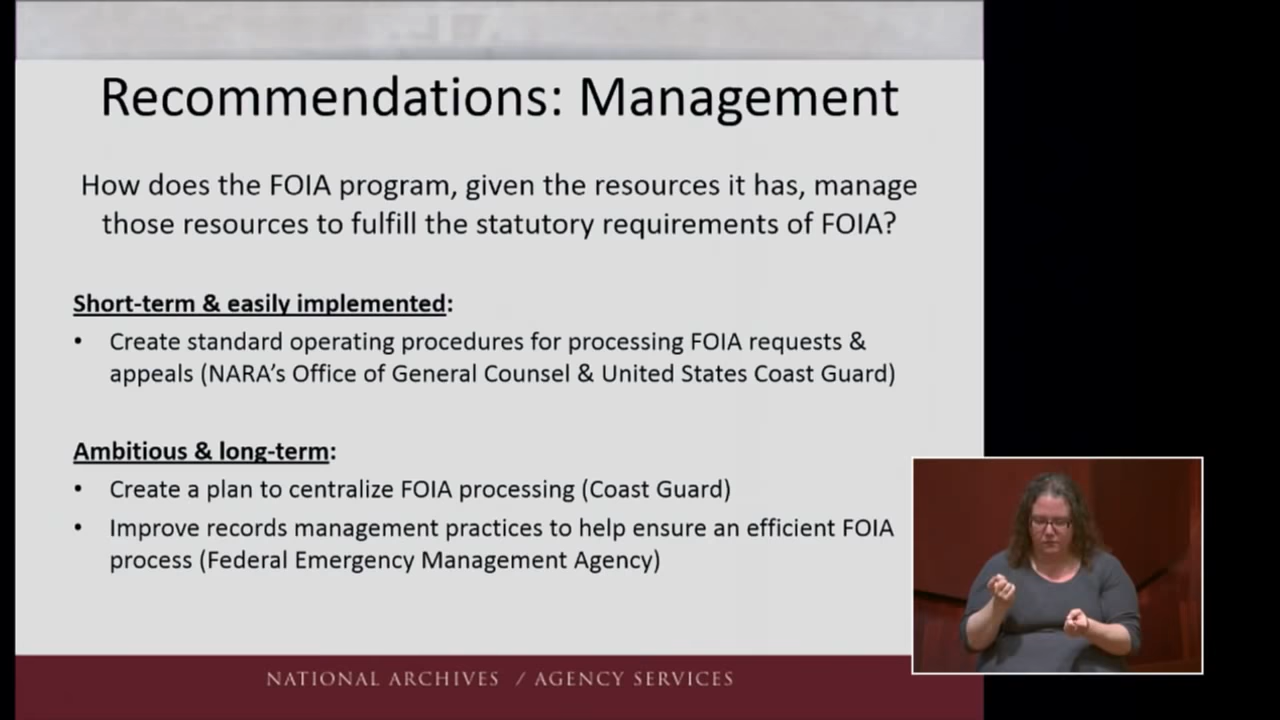 Recommendations: Management
How does the FOIA program, given the resources it has, manage
those resources to fulfill the statutory requirements of FOIA?
Short-term & easily implemented:
• Create standard operating procedures for processing FOIA requests &
appeals (NARA’s Office of General Counsel & United States Coast Guard)
Ambitious & long-term:
• Create a plan to centralize FOIA processing (Coast Guard)
• Improve records management practices to help ensure an efficient FOIA
process (Federal Emergency Management Agency)
NATIONAL ARCHIVES / AGENCY SERVICES